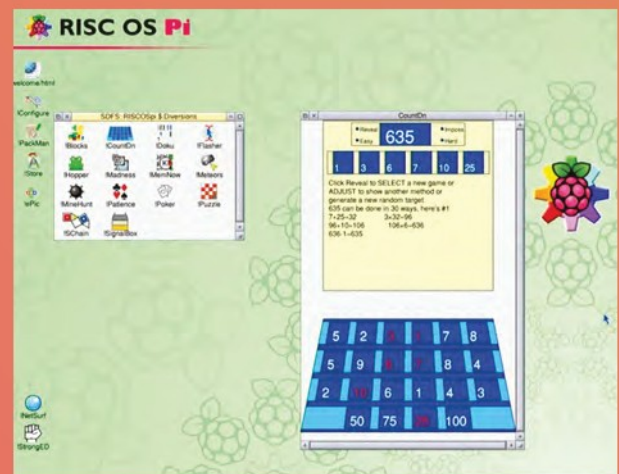 RISC OS Pi
welcome/html
!Configure
!PackMan
!Store
!ePic
SDFS: RISCOSpi $ Diversions
!Blocks !CountDn !Doku !Flasher
!Hopper !Madness !MemNow !Meteors
!MineHunt !Patience !Poker !Puzzle
!SChain !SignalBox
CountDn
Reveal 635 Impose
Easy Hard
1 3 6 7 10 25
Click Reveal to SELECT a new game or
ADJUST to show another method or
generate a new random target
635 can be done in 30 ways, here's #1
7+25=32 3×32=96
96+10=106 106×6=636
636-1=635
5 2 7 8
5 9 8 4
2 10 6 1 4 3
50 75 100
!NetSurf
!StrongED